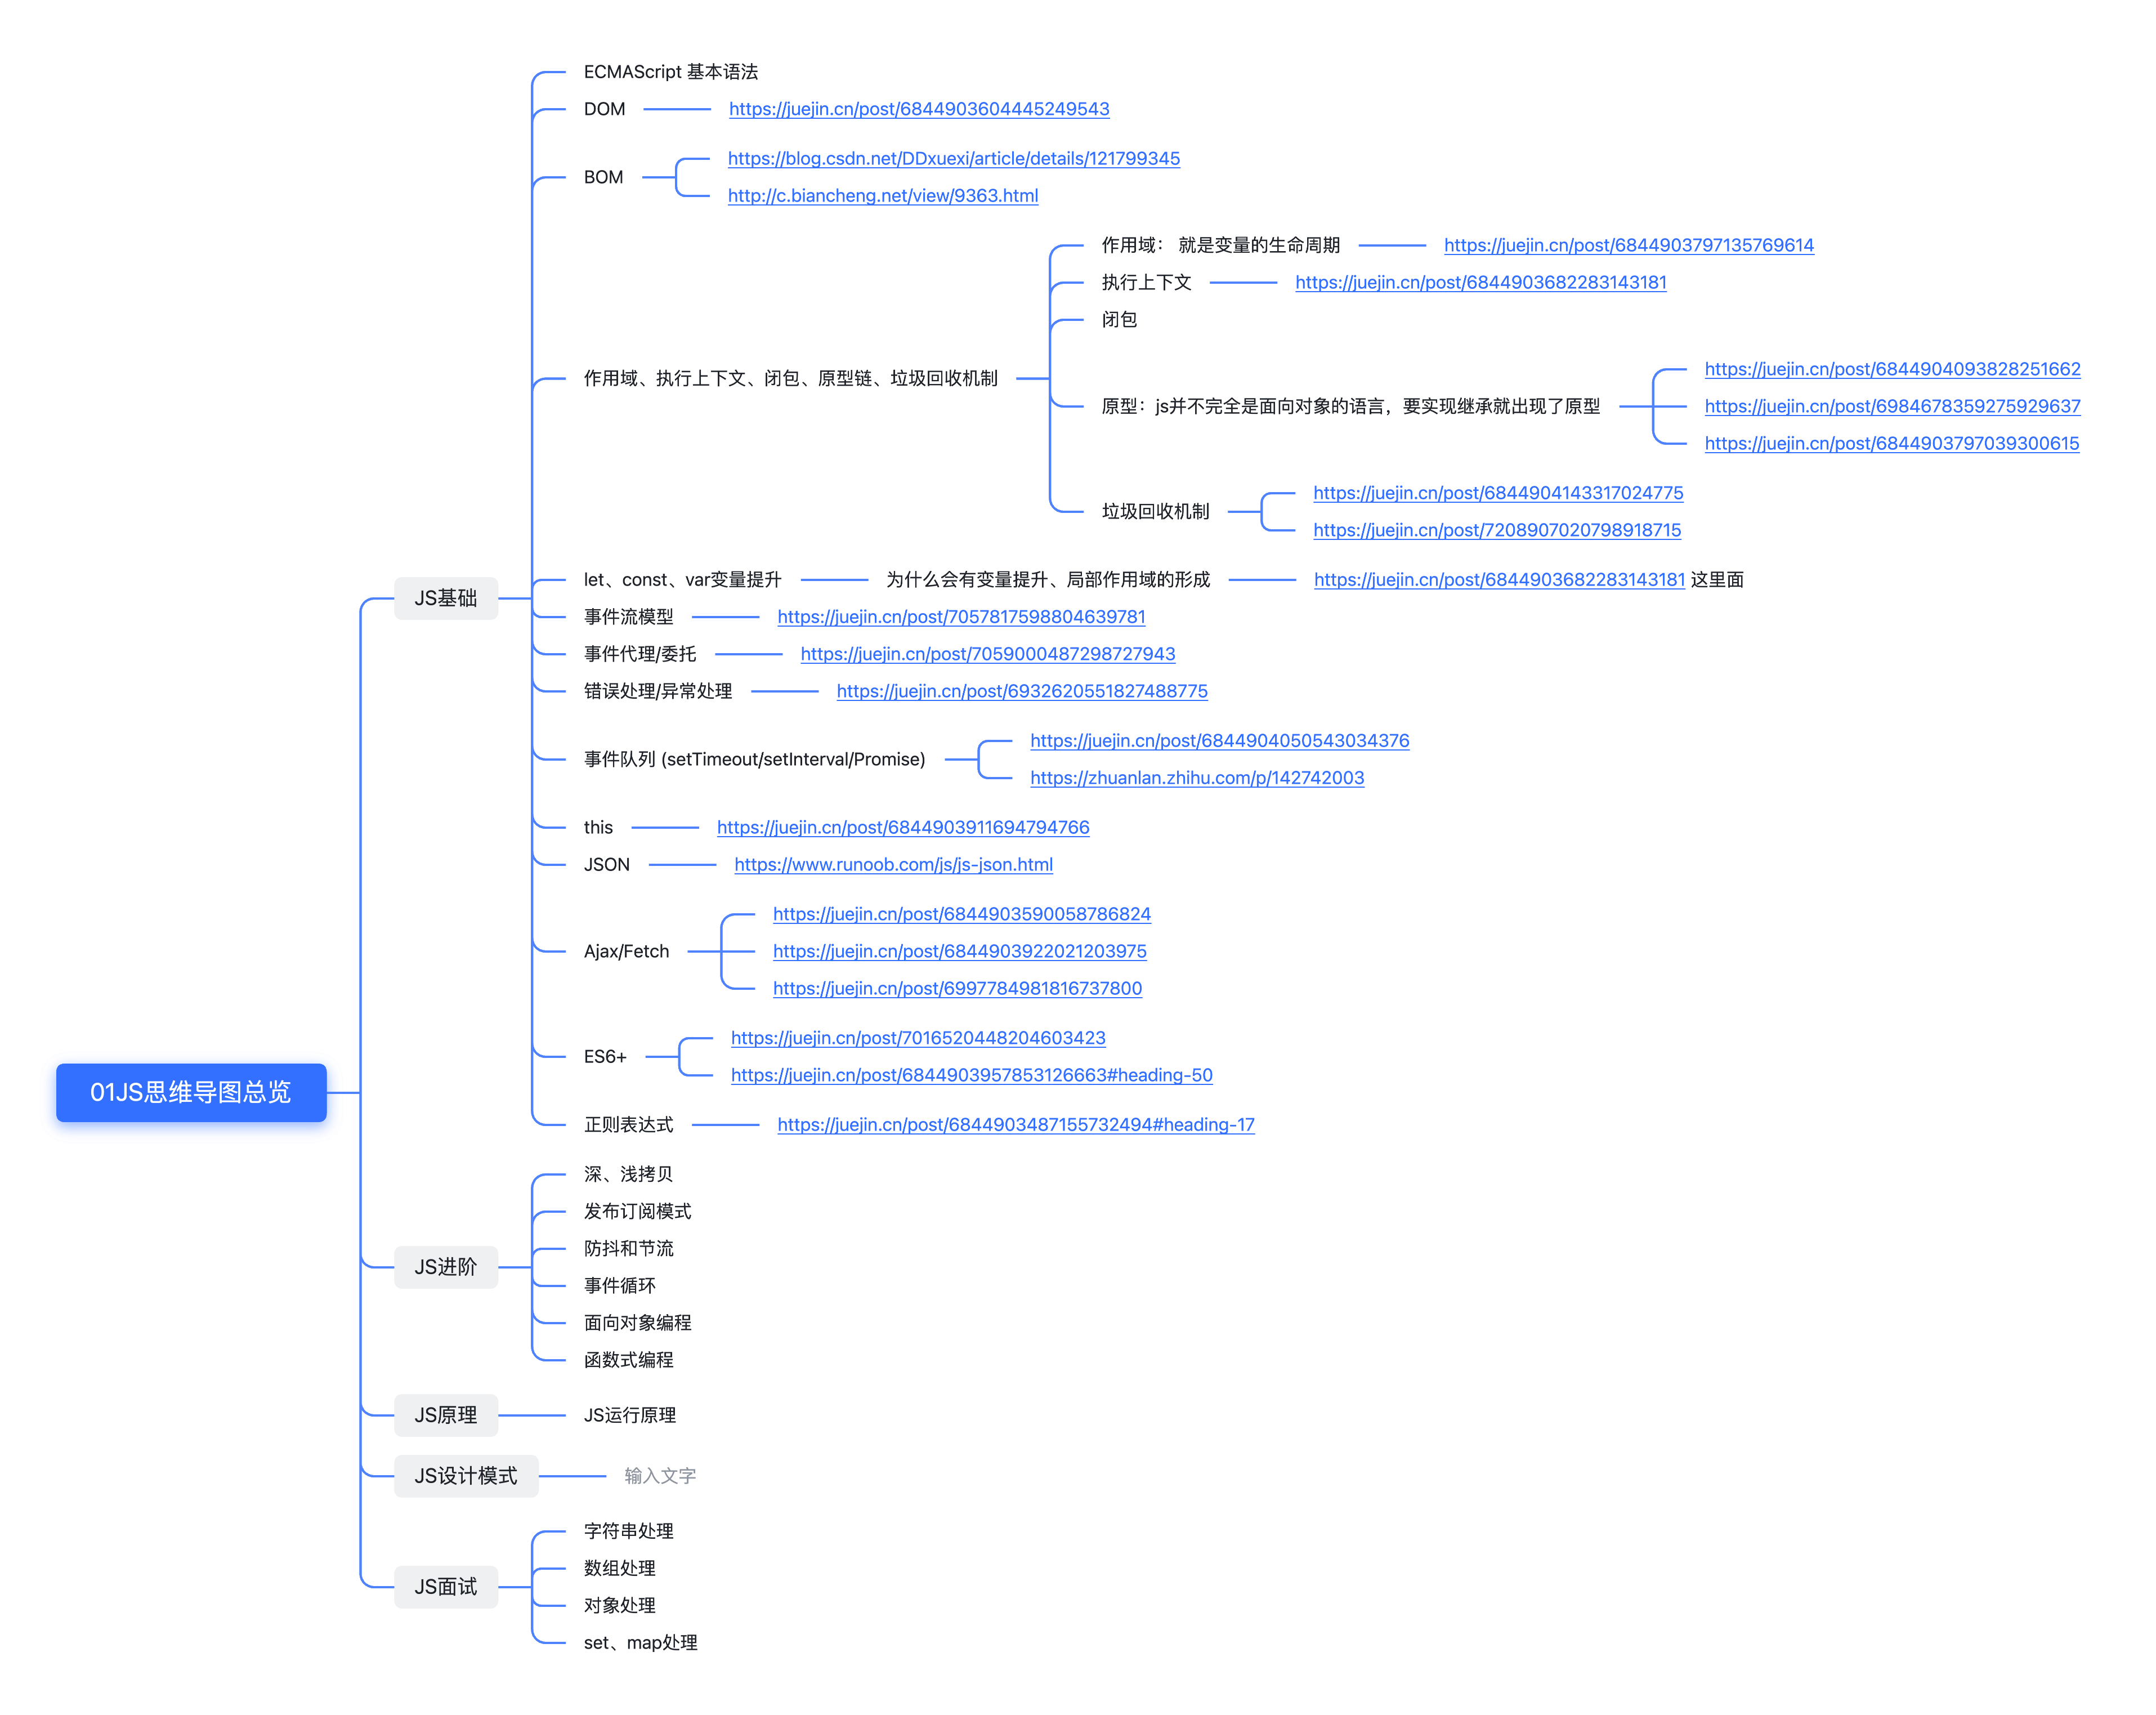 ECMAScript 基本语法
DOM
https://juejin.cn/post/6844903604445249543
BOM
https://blog.csdn.net/DDxuexi/article/details/121799345
http://c.biancheng.net/view/9363.html
作用域、执行上下文、闭包、原型链、垃圾回收机制
作用域： 就是变量的生命周期
https://juejin.cn/post/6844903797135769614
执行上下文
https://juejin.cn/post/6844903682283143181
闭包
原型：js并不完全是面向对象的语言，要实现继承就出现了原型
https://juejin.cn/post/6844904093828251662
https://juejin.cn/post/6984678359275929637
https://juejin.cn/post/6844903797039300615
垃圾回收机制
https://juejin.cn/post/6844904143317024775
https://juejin.cn/post/7208907020798918715
JS基础
let、const、var变量提升
为什么会有变量提升、局部作用域的形成
https://juejin.cn/post/6844903682283143181 这里面
事件流模型
https://juejin.cn/post/7057817598804639781
事件代理/委托
https://juejin.cn/post/7059000487298727943
错误处理/异常处理
https://juejin.cn/post/6932620551827488775
事件队列 (setTimeout/setInterval/Promise)
https://juejin.cn/post/6844904050543034376
https://zhuanlan.zhihu.com/p/142742003
this
https://juejin.cn/post/6844903911694794766
JSON
https://www.runoob.com/js/js-json.html
Ajax/Fetch
https://juejin.cn/post/6844903590058786824
https://juejin.cn/post/6844903922021203975
https://juejin.cn/post/6997784981816737800
ES6+
https://juejin.cn/post/7016520448204603423
https://juejin.cn/post/6844903957853126663#heading-50
01JS思维导图总览
正则表达式
https://juejin.cn/post/6844903487155732494#heading-17
JS进阶
深、浅拷贝
发布订阅模式
防抖和节流
事件循环
面向对象编程
函数式编程
JS原理
JS运行原理
JS设计模式
输入文字
JS面试
字符串处理
数组处理
对象处理
set、map处理